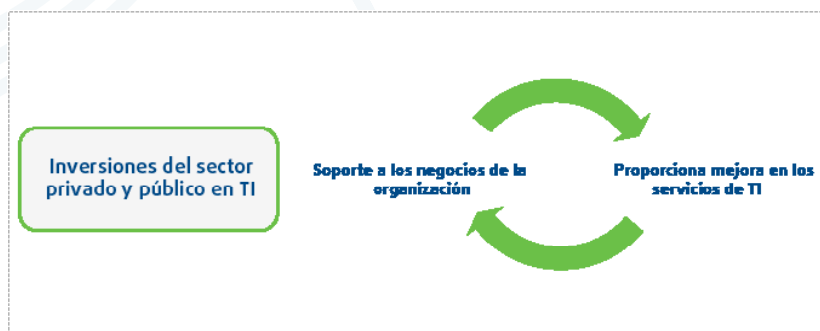 Inversiones del sector
privado y público en TI
Soporte a los negocios de la
organización
Proporciona mejora en los
servicios de TI